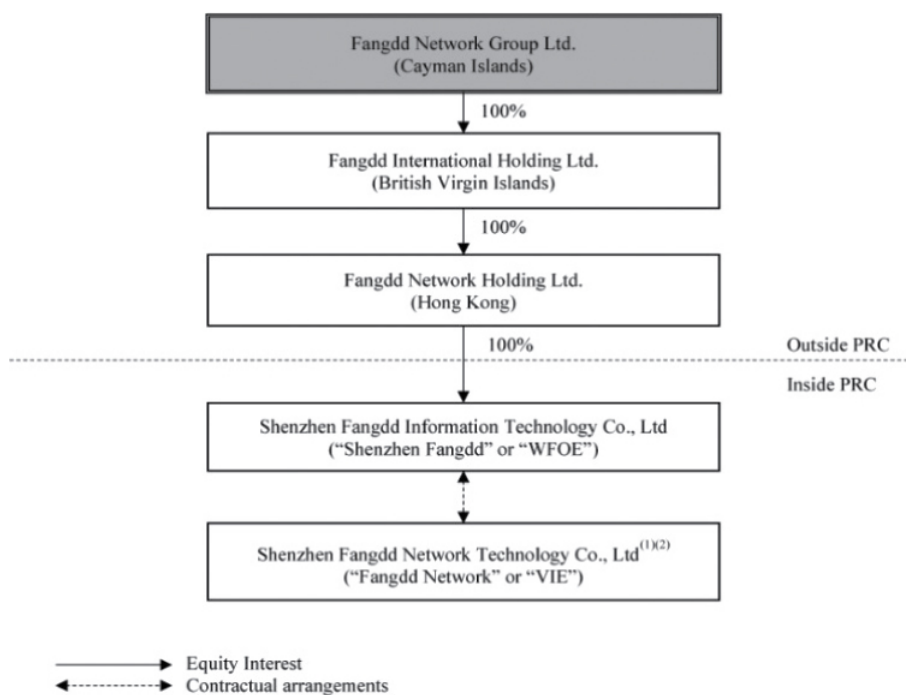 Fangdd Network Group Ltd.
(Cayman Islands)
100%
Fangdd International Holding Ltd.
(British Virgin Islands)
100%
Fangdd Network Holding Ltd.
(Hong Kong)
100%
Outside PRC
Inside PRC
Shenzhen Fangdd Information Technology Co., Ltd
(“Shenzhen Fangdd” or “WFOE”)
Shenzhen Fangdd Network Technology Co., Ltd(1)(2)
(“Fangdd Network” or “VIE”)
Equity Interest
Contractual arrangements